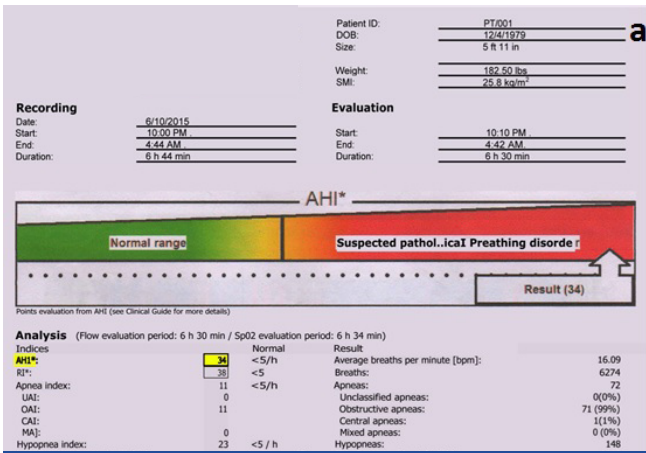 Patient ID: PT/001
a
DOB: 12/4/1979
Size: 5 ft 11 in
Weight: 182.50 lbs
SMI: 25.8 kg/m²
Recording
Evaluation
Date: 6/10/2015
Start: 10:00 PM .
Start: 10:10 PM .
End: 4:44 AM .
End: 4:42 AM.
Duration: 6 h 44 min
Duration: 6 h 30 min
AHI*
Normal range
Suspected pathol..icaI Preathing disorde r
Result (34)
Points evaluation from AHI (see Clinical Guide for more details)
Analysis (Flow evaluation period: 6 h 30 min / Sp02 evaluation period: 6 h 34 min)
Indices Normal Result
AH1*: 34 <5/h Average breaths per minute [bpm]: 16.09
RI*: 38 <5 Breaths: 6274
Apnea index: 11 <5/h Apneas: 72
UAI: 0 Unclassified apneas: 0(0%)
OAI: 11 Obstructive apneas: 71 (99%)
CAI: Central apneas: 1(1%)
MA]: 0 Mixed apneas: 0 (0%)
Hypopnea index: 23 <5 / h Hypopneas: 148